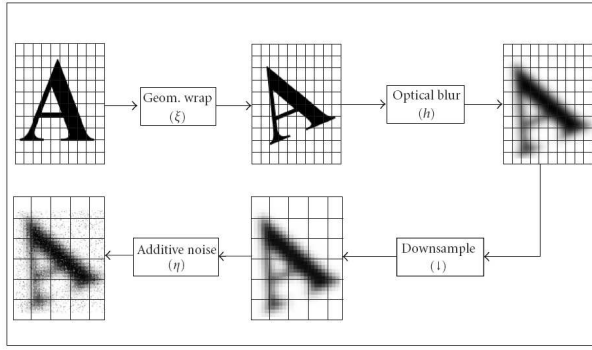 A
Geom. wrap
(ξ)
A
Optical blur
(h)
A
Additive noise
(η)
Downsample
(↓)
A
A